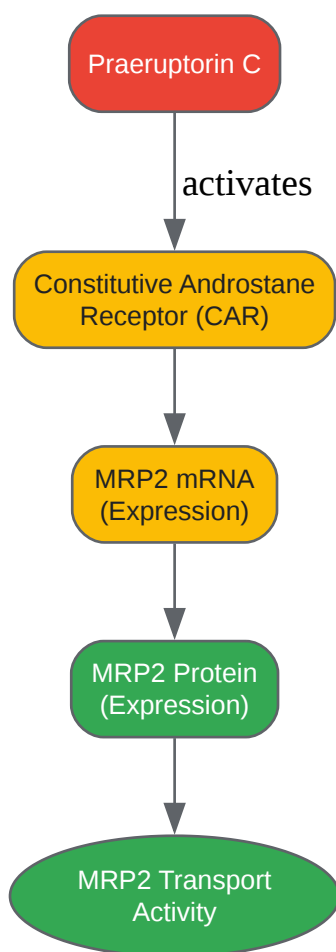 Praeruptorin C
activates
Constitutive Androstane
Receptor (CAR)
MRP2 mRNA
(Expression)
MRP2 Protein
(Expression)
MRP2 Transport
Activity